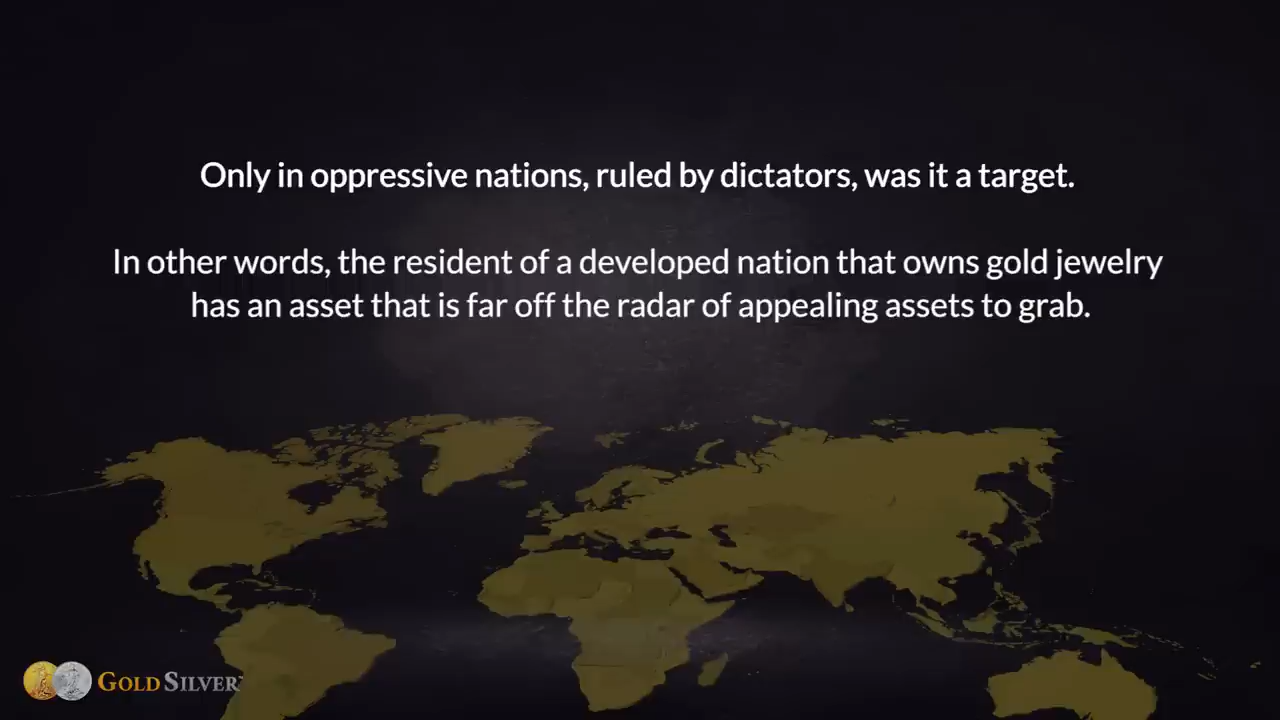 Only in oppressive nations, ruled by dictators, was it a target.
In other words, the resident of a developed nation that owns gold jewelry
has an asset that is far off the radar of appealing assets to grab.
GOLD SILVER